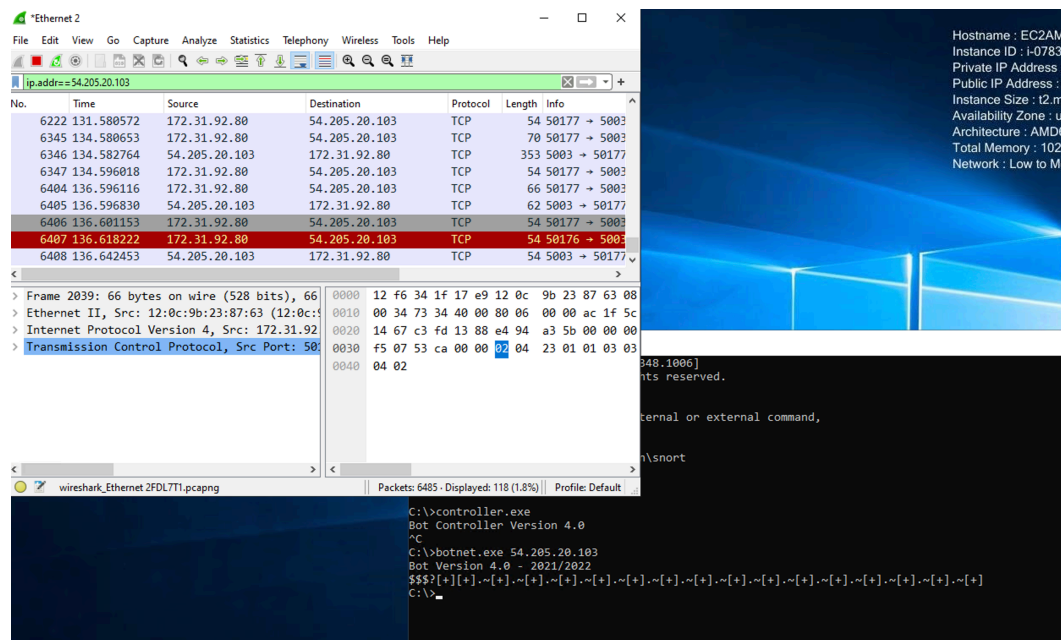 *Ethernet 2
File Edit View Go Capture Analyze Statistics Telephony Wireless Tools Help
ip.addr==54.205.20.103
No. Time Source Destination Protocol Length Info
6222 131.580572 172.31.92.80 54.205.20.103 TCP 54 50177 → 5003
6345 134.580653 172.31.92.80 54.205.20.103 TCP 70 50177 → 5003
6346 134.582764 54.205.20.103 172.31.92.80 TCP 353 5003 → 50177
6347 134.596018 172.31.92.80 54.205.20.103 TCP 54 50177 → 5003
6404 136.596116 172.31.92.80 54.205.20.103 TCP 66 50177 → 5003
6405 136.596830 54.205.20.103 172.31.92.80 TCP 62 5003 → 50177
6406 136.601153 172.31.92.80 54.205.20.103 TCP 54 50177 → 5003
6407 136.618222 172.31.92.80 54.205.20.103 TCP 54 50176 → 5003
6408 136.642453 54.205.20.103 172.31.92.80 TCP 54 5003 → 50177
Frame 2039: 66 bytes on wire (528 bits), 66
Ethernet II, Src: 12:0c:9b:23:87:63 (12:0c:9
Internet Protocol Version 4, Src: 172.31.92
Transmission Control Protocol, Src Port: 501
0000 12 f6 34 1f 17 e9 12 0c 9b 23 87 63 08
0010 00 34 73 34 40 00 80 06 00 00 ac 1f 5c
0020 14 67 c3 fd 13 88 e4 94 a3 5b 00 00 00
0030 f5 07 53 ca 00 00 02 04 23 01 01 03 03
0040 04 02
wireshark_Ethernet 2FDL7T1.pcapng Packets: 6485 · Displayed: 118 (1.8%) Profile: Default
Hostname : EC2AM
Instance ID : i-0783
Private IP Address
Public IP Address :
Instance Size : t2.m
Availability Zone : u
Architecture : AMD6
Total Memory : 102
Network : Low to M
348.1006]
nts reserved.
ternal or external command,
n\snort
C:\>controller.exe
Bot Controller Version 4.0
^C
C:\>botnet.exe 54.205.20.103
Bot Version 4.0 - 2021/2022
$$$?[+][+].~[+].~[+].~[+].~[+].~[+].~[+].~[+].~[+].~[+].~[+].~[+].~[+].~[+].~[+].~[+]
C:\>